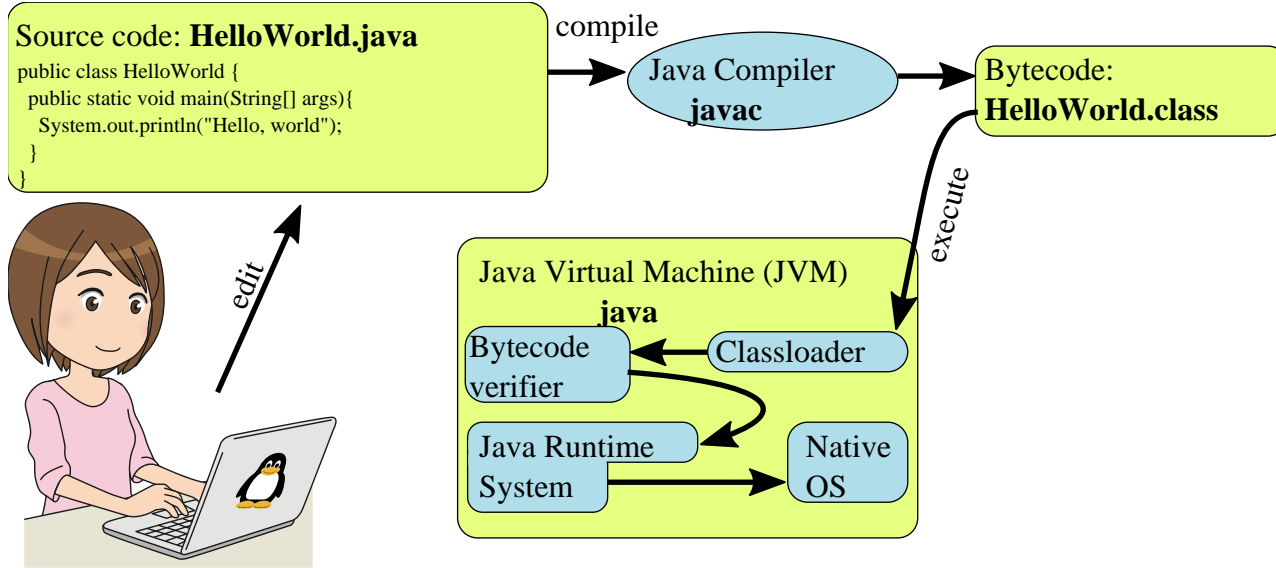 Source code: HelloWorld.java
public class HelloWorld {
public static void main(String[] args){
System.out.println("Hello, world");
}
}
compile
Java Compiler
javac
Bytecode:
HelloWorld.class
edit
execute
Java Virtual Machine (JVM)
java
Classloader
Bytecode
verifier
Java Runtime
System
Native
OS